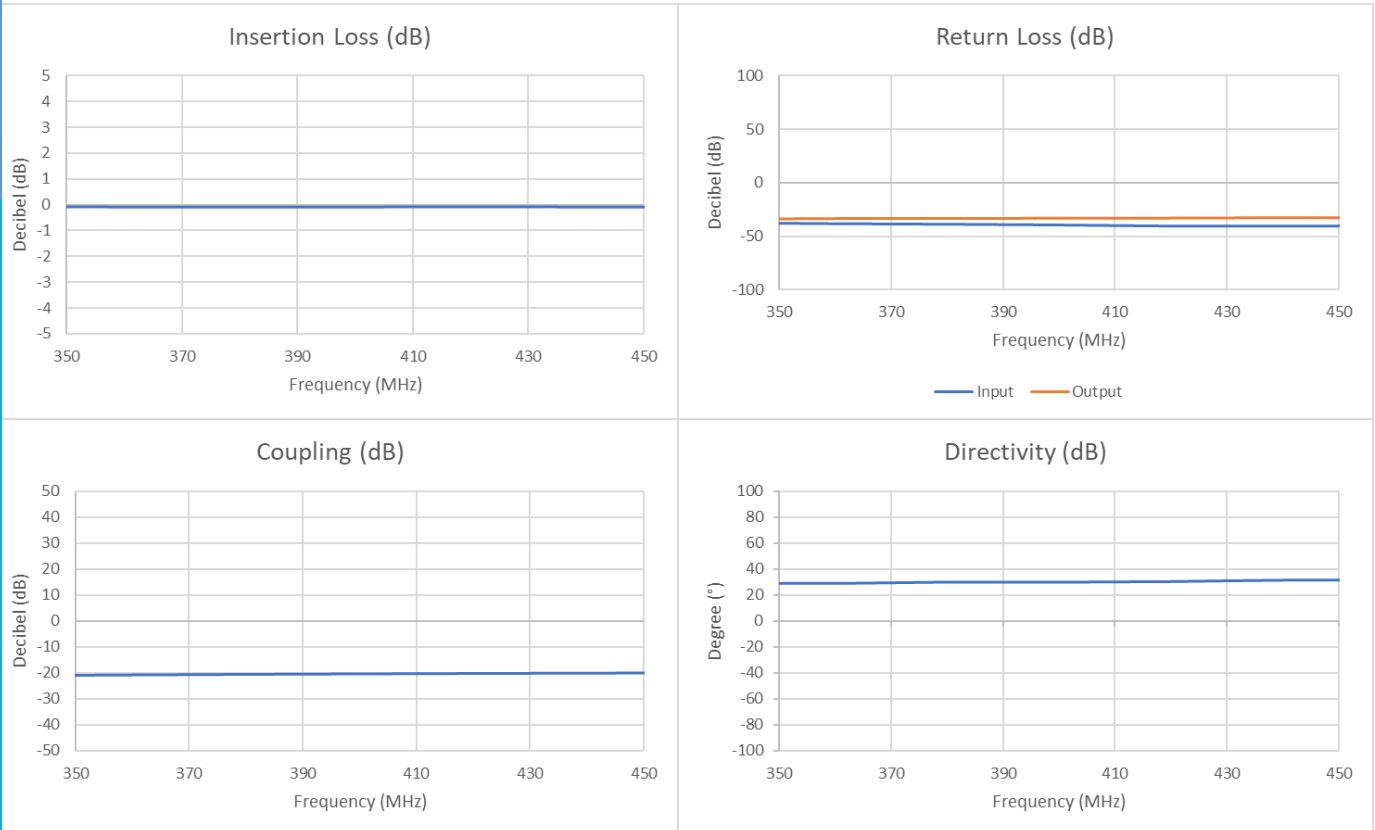 Insertion Loss (dB)
5
4
3
2
1
0
-1
-2
-3
-4
-5
Decibel (dB)
350 370 390 410 430 450
Frequency (MHz)
Return Loss (dB)
100
50
0
-50
-100
Decibel (dB)
350 370 390 410 430 450
Frequency (MHz)
Input Output
Coupling (dB)
50
40
30
20
10
0
-10
-20
-30
-40
-50
Decibel (dB)
350 370 390 410 430 450
Frequency (MHz)
Directivity (dB)
100
80
60
40
20
0
-20
-40
-60
-80
-100
Degree (°)
350 370 390 410 430 450
Frequency (MHz)